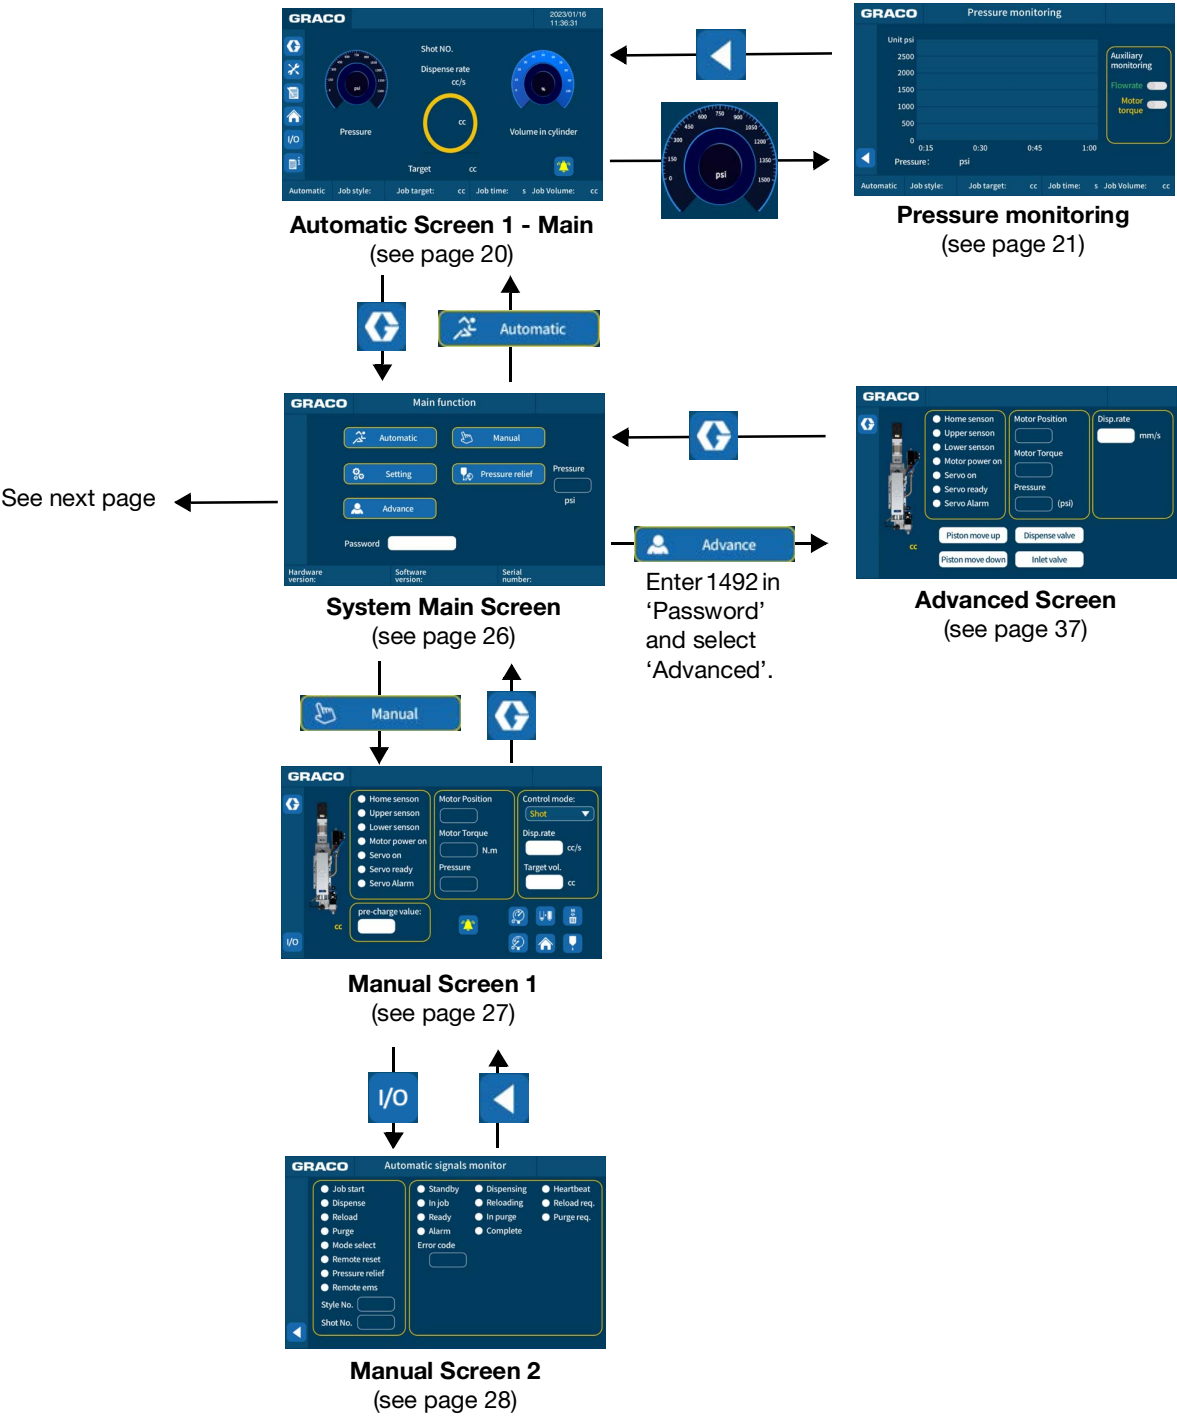 GRACO
2023/01/16
11:36:31
Shot NO.
Dispense rate
cc/s
psi
cc
%
Pressure
Volume in cylinder
Target cc
I/O
Automatic Job style: Job target: cc Job time: s Job Volume: cc
Automatic Screen 1 - Main
(see page 20)
450 600 750 900 1050
300 1200
150 1350
0 psi 1500
GRACO Pressure monitoring
Unit psi
2500
2000
1500
1000
500
0
0:15 0:30 0:45 1:00
Auxiliary
monitoring
Flowrate
Motor
torque
Pressure: psi
Automatic Job style: Job target: cc Job time: s Job Volume: cc
Pressure monitoring
(see page 21)
Automatic
GRACO Main function
Automatic Manual
Setting Pressure relief
Pressure
psi
Advance
Password
Hardware
version:
Software
version:
Serial
number:
See next page
System Main Screen
(see page 26)
Advance
Enter 1492 in
‘Password’
and select
‘Advanced’.
GRACO
Home senson
Upper senson
Lower senson
Motor power on
Servo on
Servo ready
Servo Alarm
Motor Position
Motor Torque
Pressure
(psi)
Disp.rate
mm/s
cc
Piston move up Dispense valve
Piston move down Inlet valve
Advanced Screen
(see page 37)
Manual
GRACO
Home senson
Upper senson
Lower senson
Motor power on
Servo on
Servo ready
Servo Alarm
Motor Position
Motor Torque
N.m
Pressure
Control mode:
Shot
Disp.rate
cc/s
Target vol.
cc
pre-charge value:
cc
I/O
Manual Screen 1
(see page 27)
I/O
GRACO Automatic signals monitor
Job start
Dispense
Reload
Purge
Mode select
Remote reset
Pressure relief
Remote ems
Style No.
Shot No.
Standby Dispensing Heartbeat
In job Reloading Reload req.
Ready In purge Purge req.
Alarm Complete
Error code
Manual Screen 2
(see page 28)